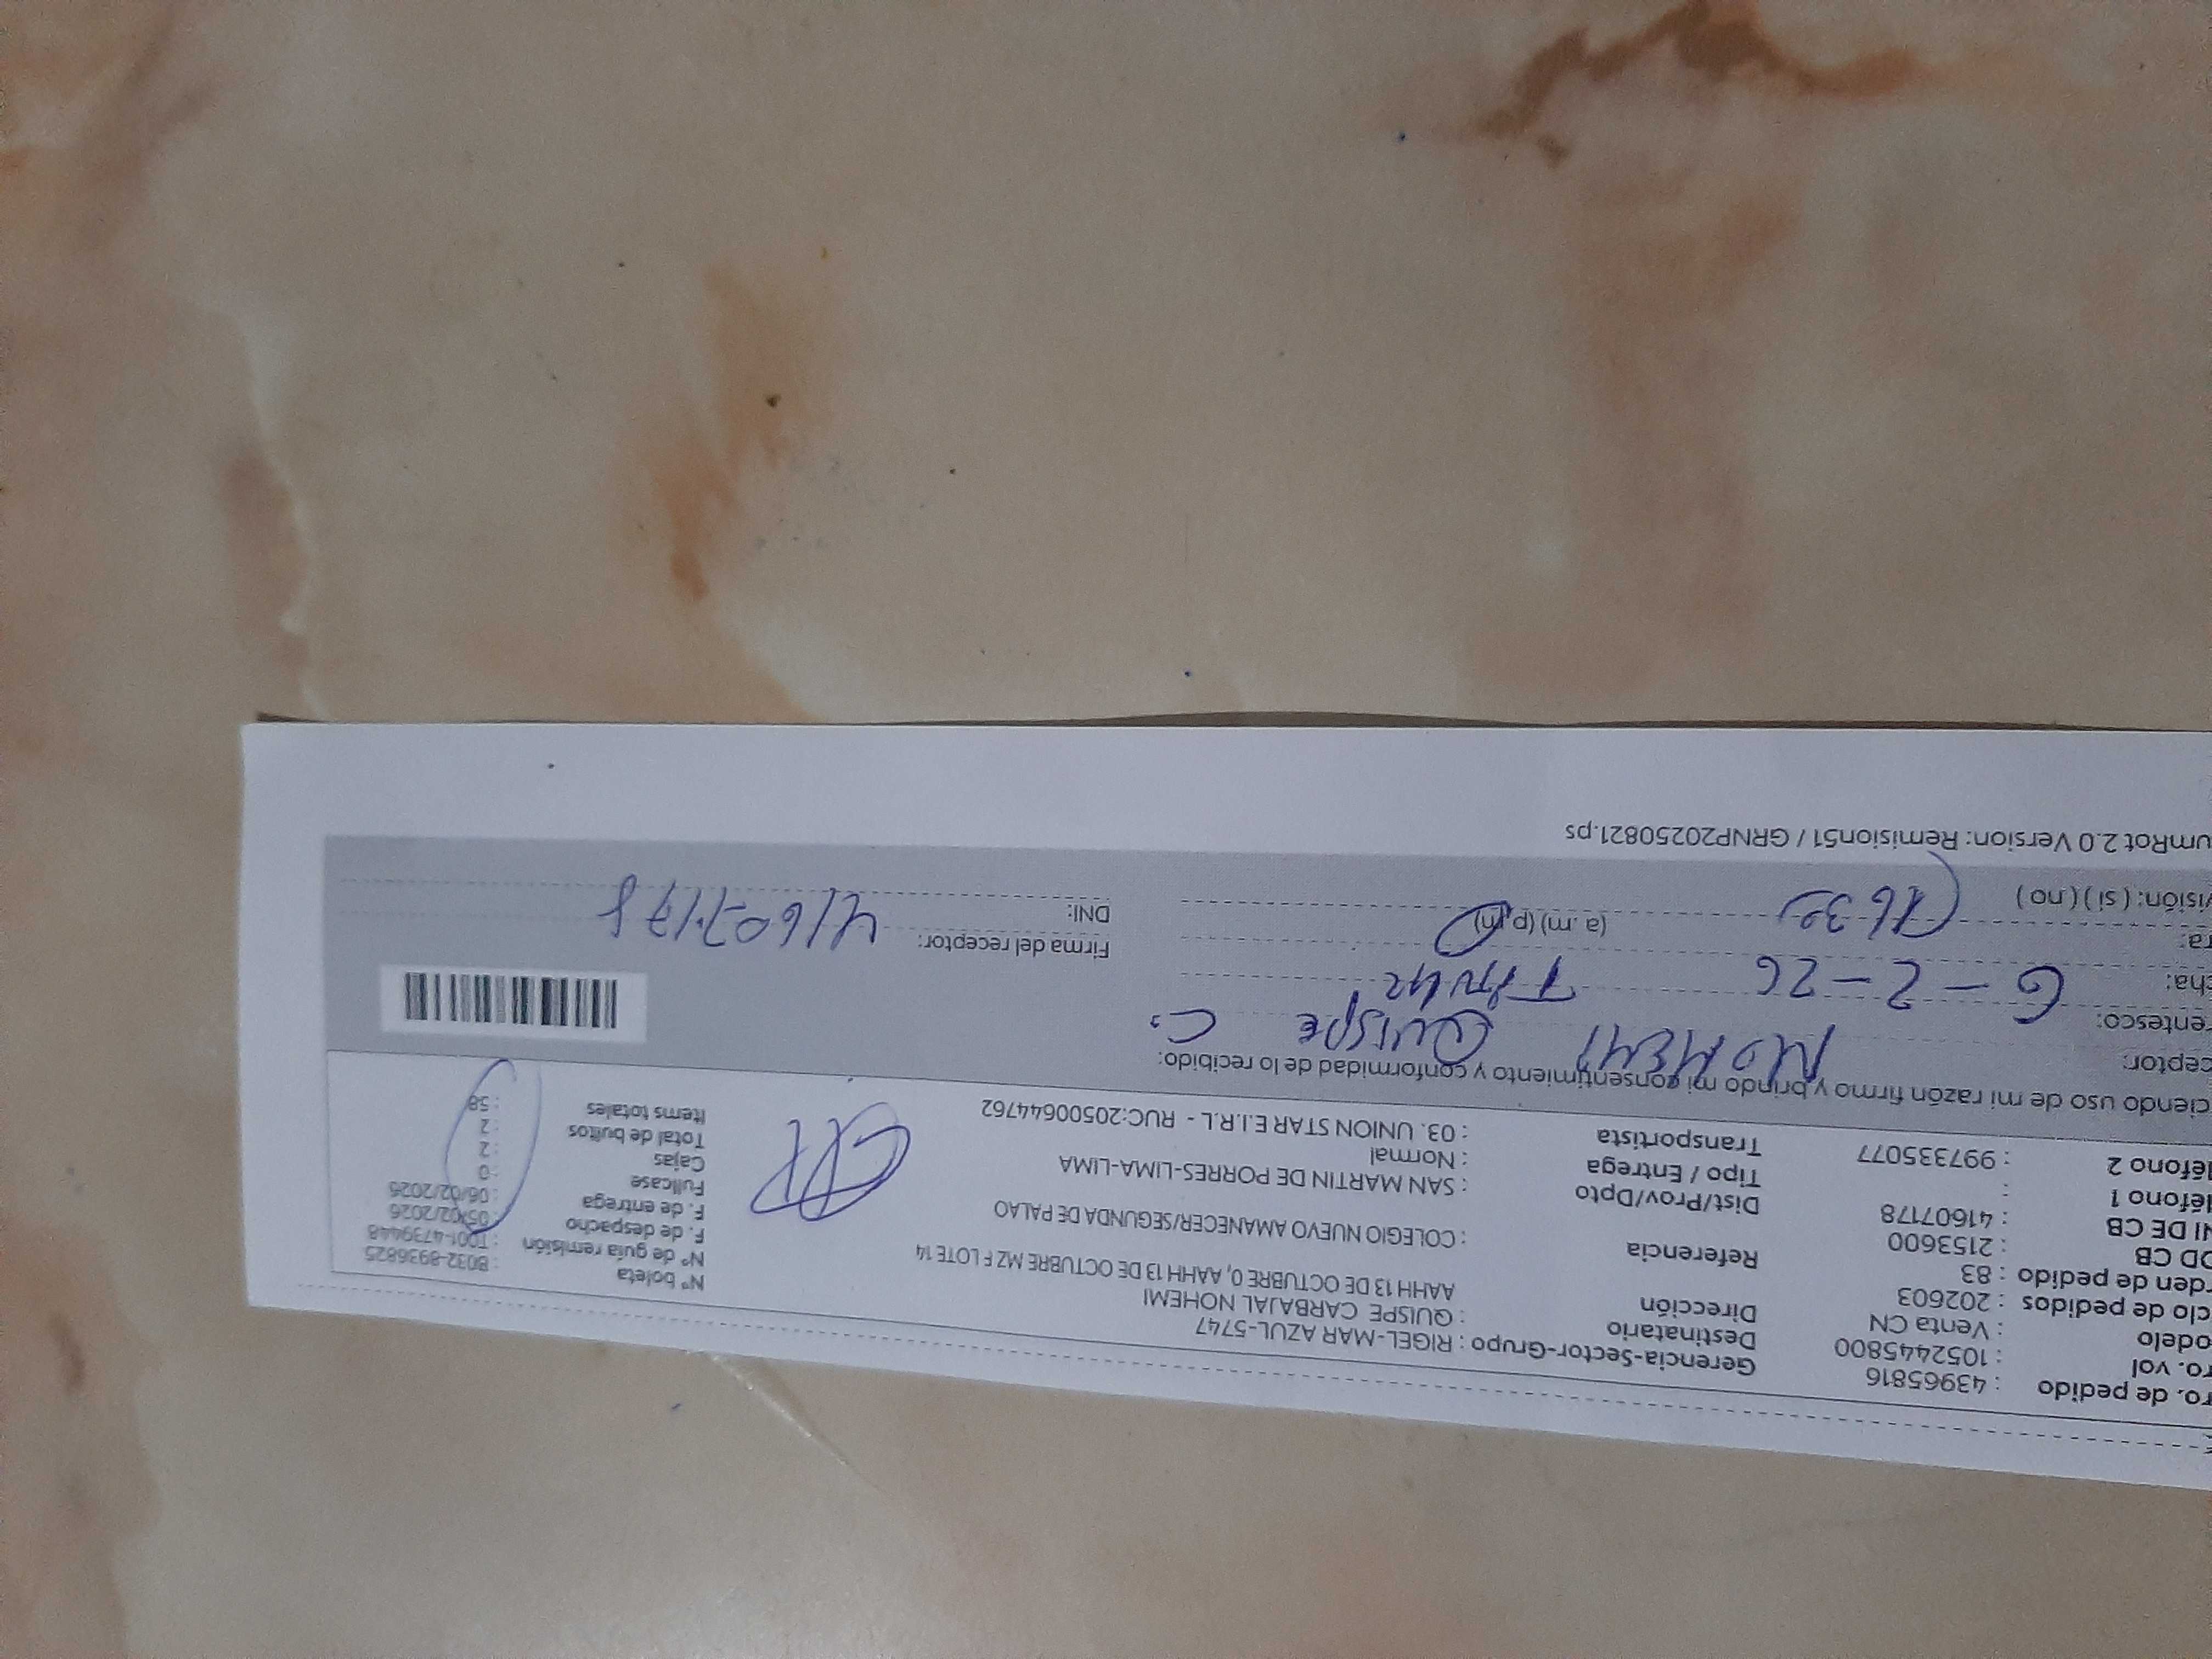 ro. de pedido : 43965816
ro. vol : 1052445800
odelo : Venta CN
clo de pedidos : 202603
rden de pedido : 83
OD CB : 2153600
NI DE CB : 41607178
léfono 1 :
léfono 2 : 997335077
Gerencia-Sector-Grupo : RIGEL-MAR AZUL-5747
Destinatario : QUISPE CARBAJAL NOHEMI
Dirección AAHH 13 DE OCTUBRE 0, AAHH 13 DE OCTUBRE MZ F LOTE 14
Referencia : COLEGIO NUEVO AMANECER/SEGUNDA DE PALAO
Dist/Prov/Dpto : SAN MARTIN DE PORRES-LIMA-LIMA
Tipo / Entrega : Normal
Transportista : 03. UNION STAR E.I.R.L - RUC:20500644762
N° boleta : B032-8936825
N° de guía remisión : T001-4739448
F. de despacho : 05/02/2026
F. de entrega : 06/02/2026
Fullcase : 0
Cajas : 2
Total de bultos : 2
Items totales : 58
ciendo uso de mi razón firmo y brindo mi consentimiento y conformidad de lo recibido:
ceptor: NOHEMI QUISPE C.
entesco: Titular
cha: 6-2-26
ra: 1630 (a.m) (p.m)
visión: ( si ) ( no )
Firma del receptor:
DNI: 41607178
umRot 2.0 Version: Remision51 / GRNP20250821.ps